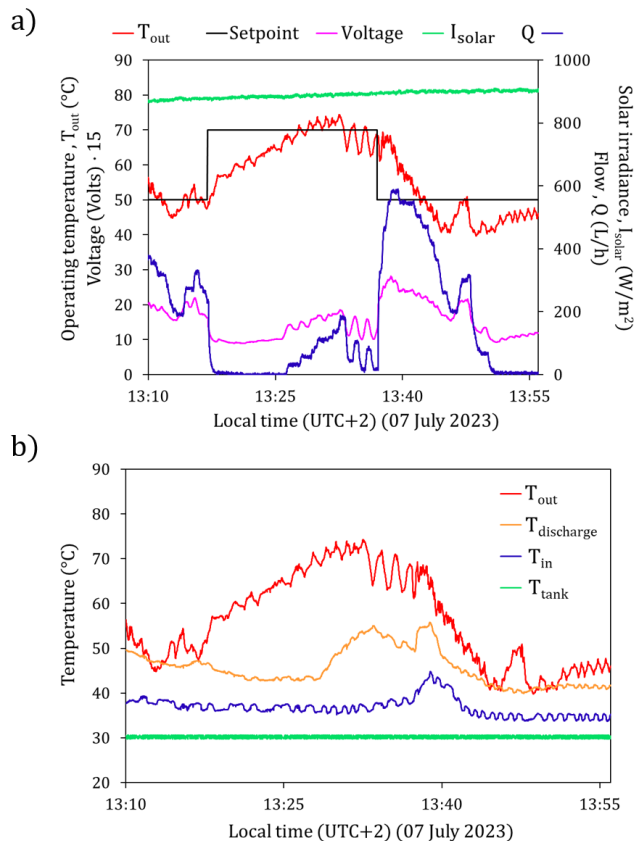 a)
T_out Setpoint Voltage I_solar Q
Operating temperature , T_out (°C)
Voltage (Volts) · 15
90
80
70
60
50
40
30
20
10
0
1000
800
600
400
200
0
Solar irradiance, I_solar (W/m²)
Flow , Q (L/h)
13:10 13:25 13:40 13:55
Local time (UTC+2) (07 July 2023)
b)
Temperature (°C)
90
80
70
60
50
40
30
20
T_out
T_discharge
T_in
T_tank
13:10 13:25 13:40 13:55
Local time (UTC+2) (07 July 2023)